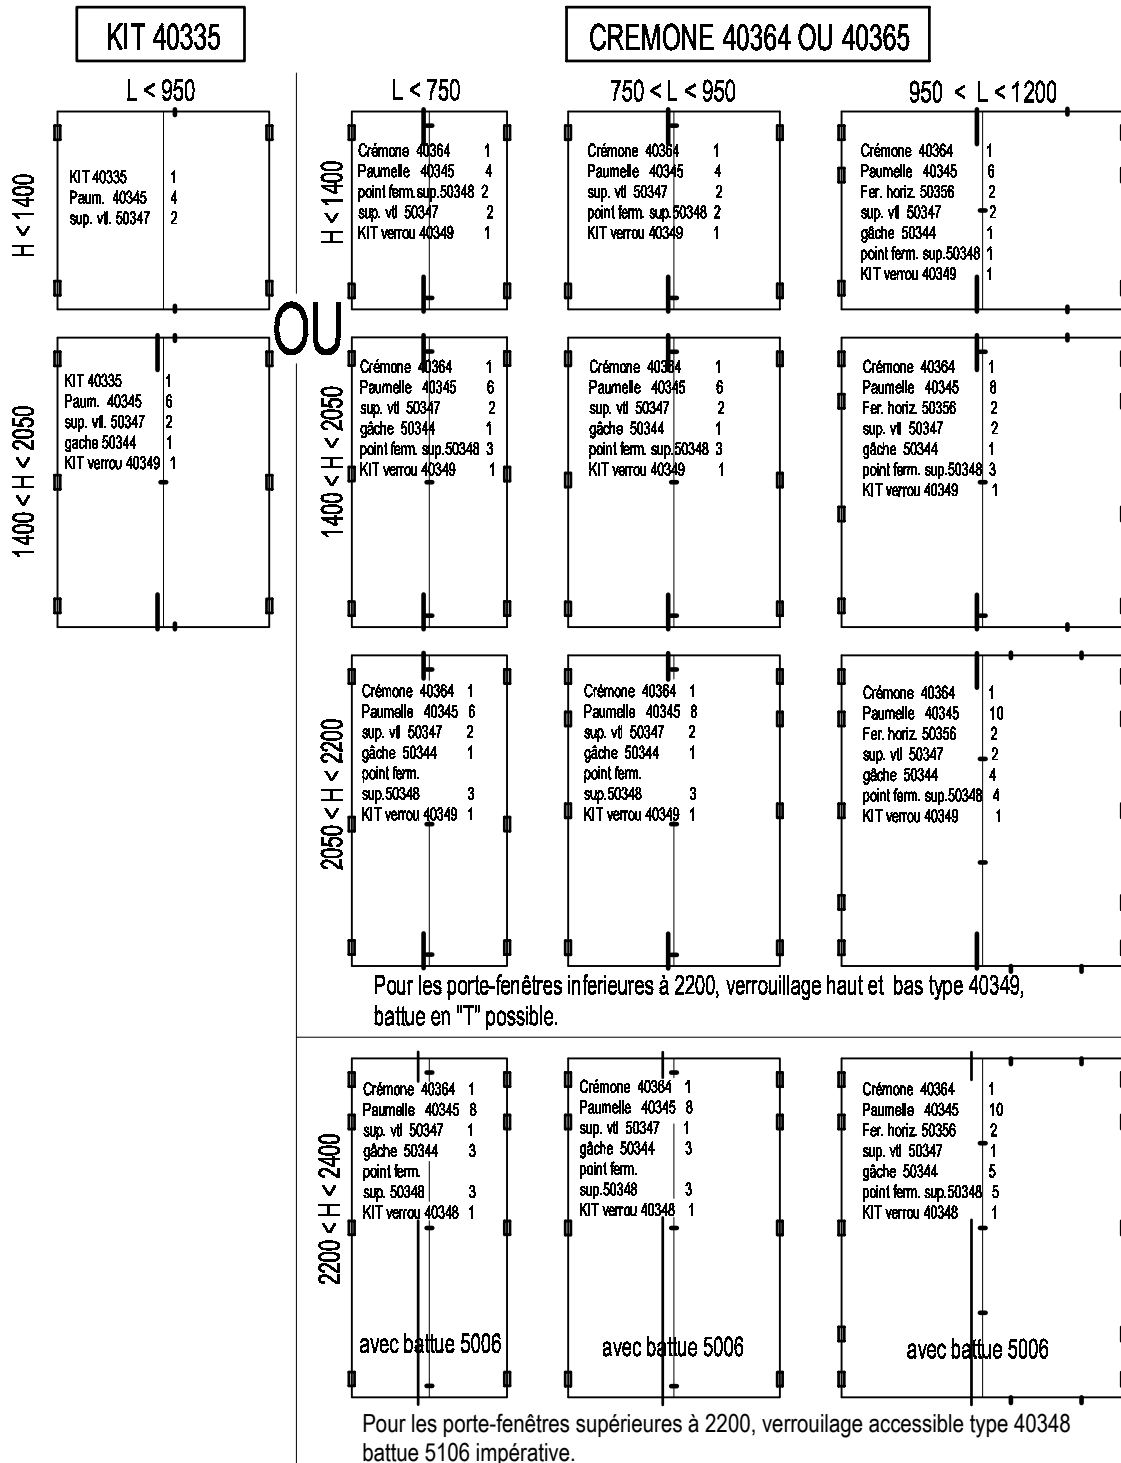 KIT 40335
CREMONE 40364 OU 40365
L < 950
L < 750
750 < L < 950
950 < L < 1200
H < 1400
KIT 40335 1
Paum. 40345 4
sup. vtl. 50347 2
OU
H < 1400
Crémone 40364 1
Paumelle 40345 4
point ferm.sup.50348 2
sup. vtl 50347 2
KIT verrou 40349 1
Crémone 40364 1
Paumelle 40345 4
sup. vtl 50347 2
point ferm. sup.50348 2
KIT verrou 40349 1
Crémone 40364 1
Paumelle 40345 6
Fer. horiz. 50356 2
sup. vtl 50347 2
gâche 50344 1
point ferm. sup.50348 1
KIT verrou 40349 1
1400 < H < 2050
KIT 40335 1
Paum. 40345 6
sup. vtl. 50347 2
gache 50344 1
KIT verrou 40349 1
1400 < H < 2050
Crémone 40364 1
Paumelle 40345 6
sup. vtl 50347 2
gâche 50344 1
point ferm. sup.50348 3
KIT verrou 40349 1
Crémone 40364 1
Paumelle 40345 6
sup. vtl 50347 2
gâche 50344 1
point ferm. sup.50348 3
KIT verrou 40349 1
Crémone 40364 1
Paumelle 40345 8
Fer. horiz. 50356 2
sup. vtl 50347 2
gâche 50344 1
point ferm. sup.50348 3
KIT verrou 40349 1
2050 < H < 2200
Crémone 40364 1
Paumelle 40345 6
sup. vtl 50347 2
gâche 50344 1
point ferm.
sup.50348 3
KIT verrou 40349 1
Crémone 40364 1
Paumelle 40345 8
sup. vtl 50347 2
gâche 50344 1
point ferm.
sup.50348 3
KIT verrou 40349 1
Crémone 40364 1
Paumelle 40345 10
Fer. horiz. 50356 2
sup. vtl 50347 2
gâche 50344 4
point ferm. sup.50348 4
KIT verrou 40349 1
Pour les porte-fenêtres inferieures à 2200, verrouillage haut et bas type 40349,
battue en "T" possible.
2200 < H < 2400
Crémone 40364 1
Paumelle 40345 8
sup. vtl 50347 1
gâche 50344 3
point ferm.
sup. 50348 3
KIT verrou 40348 1
avec battue 5006
Crémone 40364 1
Paumelle 40345 8
sup. vtl 50347 1
gâche 50344 3
point ferm.
sup.50348 3
KIT verrou 40348 1
avec battue 5006
Crémone 40364 1
Paumelle 40345 10
Fer. horiz. 50356 2
sup. vtl 50347 1
gâche 50344 5
point ferm. sup.50348 5
KIT verrou 40348 1
avec battue 5006
Pour les porte-fenêtres supérieures à 2200, verrouilage accessible type 40348
battue 5106 impérative.